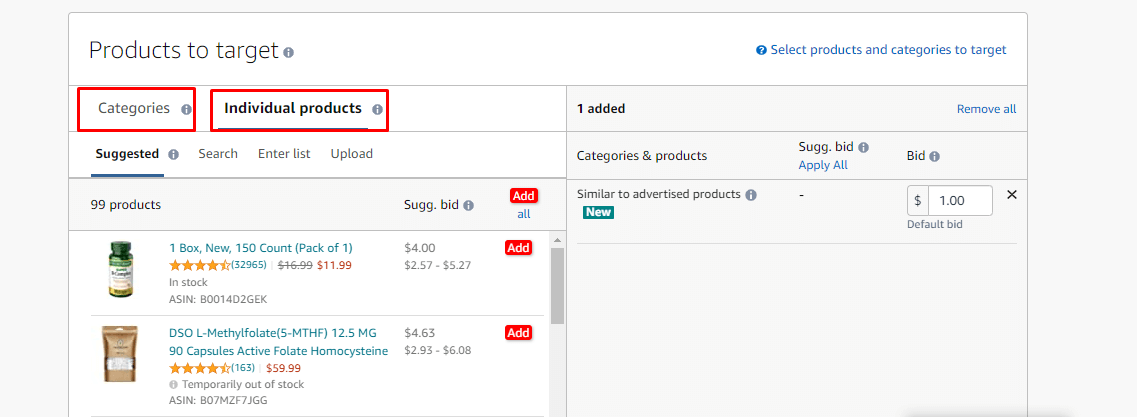 Products to target
Select products and categories to target
Categories
Individual products
1 added
Remove all
Suggested
Search
Enter list
Upload
Categories & products
Sugg. bid
Apply All
Bid
99 products
Sugg. bid
Add
all
Similar to advertised products
New
-
$ 1.00
Default bid
1 Box, New, 150 Count (Pack of 1)
(32965) $16.99 $11.99
In stock
ASIN: B0014D2GEK
$4.00
$2.57 - $5.27
Add
DSO L-Methylfolate(5-MTHF) 12.5 MG
90 Capsules Active Folate Homocysteine
(163) $59.99
Temporarily out of stock
ASIN: B07MZF7JGG
$4.63
$2.93 - $6.08
Add